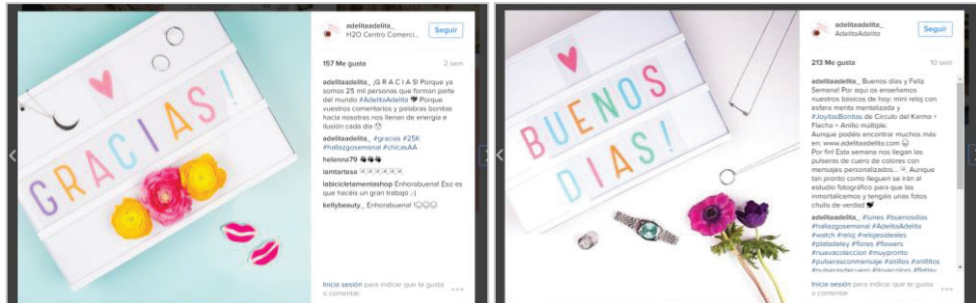 GRACIAS!
adelitaadelita_
H2O Centro Comerci...
Seguir
157 Me gusta
2 sem
adelitaadelita_ ¡G R A C I A S! Porque ya
somos 25 mil personas que forman parte
del mundo #AdelitaAdelita Porque
vuestros comentarios y palabras bonitas
hacia nosotras nos llenan de energía e
ilusión cada día
adelitaadelita_ #gracias #25K
#hallazgosemanal #chicasAA
helenna79
iamtartesa
labicicletamentashop Enhorabuena! Eso es
que hacéis un gran trabajo ;-)
kellybeauty_ Enhorabuena!
Inicia sesión para indicar que te gusta
o comentar.
BUENOS
DIAS!
adelitaadelita_
AdelitaAdelita
Seguir
213 Me gusta
10 sem
adelitaadelita_ Buenos días y Feliz
Semana! Por aquí os enseñamos
nuestros básicos de hoy: mini reloj con
esfera menta mentalizada y
#JoyitasBonitas de Círculo del Karma +
Flecha + Anillo múltiple.
Aunque podéis encontrar muchos más
en: www.adelitaadelita.com
Por fin! Esta semana nos llegan las
pulseras de cuero de colores con
mensajes personalizados... Aunque
tan pronto como lleguen se irán al
estudio fotográfico para que las
inmortalicemos y tengáis unas fotos
chulis de verdad
adelitaadelita_ #lunes #buenosdias
#hallazgosemanal #AdelitaAdelita
#watch #reloj #relojesideales
#platadeley #flores #flowers
#nuevacoleccion #muypronto
#pulserasconmensaje #anillos #anillitos
#pulserasdecuero #ilovecolors #flatlay
Inicia sesión para indicar que te gusta
o comentar.